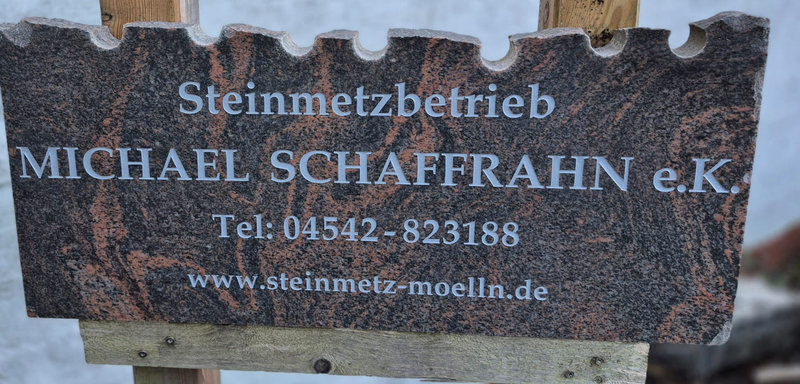 Steinmetzbetrieb
MICHAEL SCHAFFRAHN e.K.
Tel: 04542-823188
www.steinmetz-moelln.de